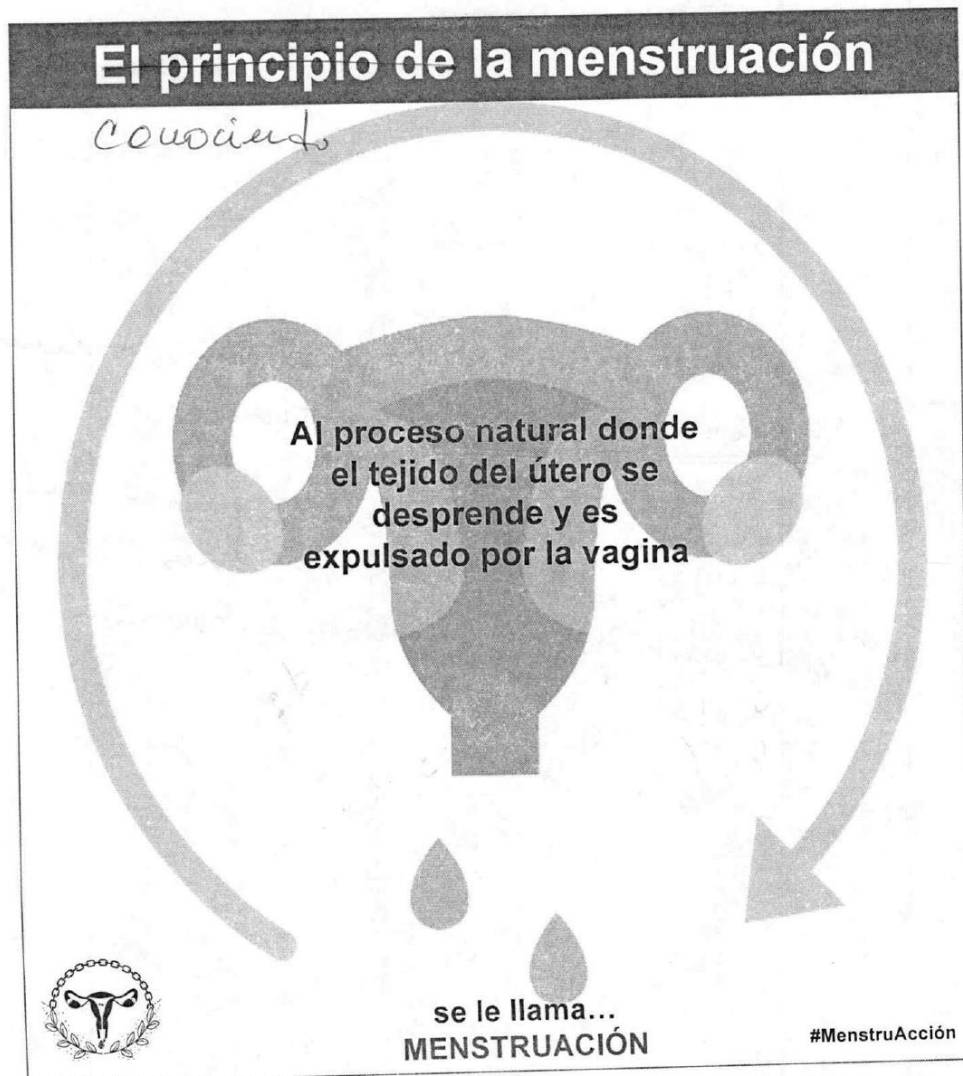 El principio de la menstruación
Conociendo
Al proceso natural donde
el tejido del útero se
desprende y es
expulsado por la vagina
se le llama...
MENSTRUACIÓN
#MenstruAcción